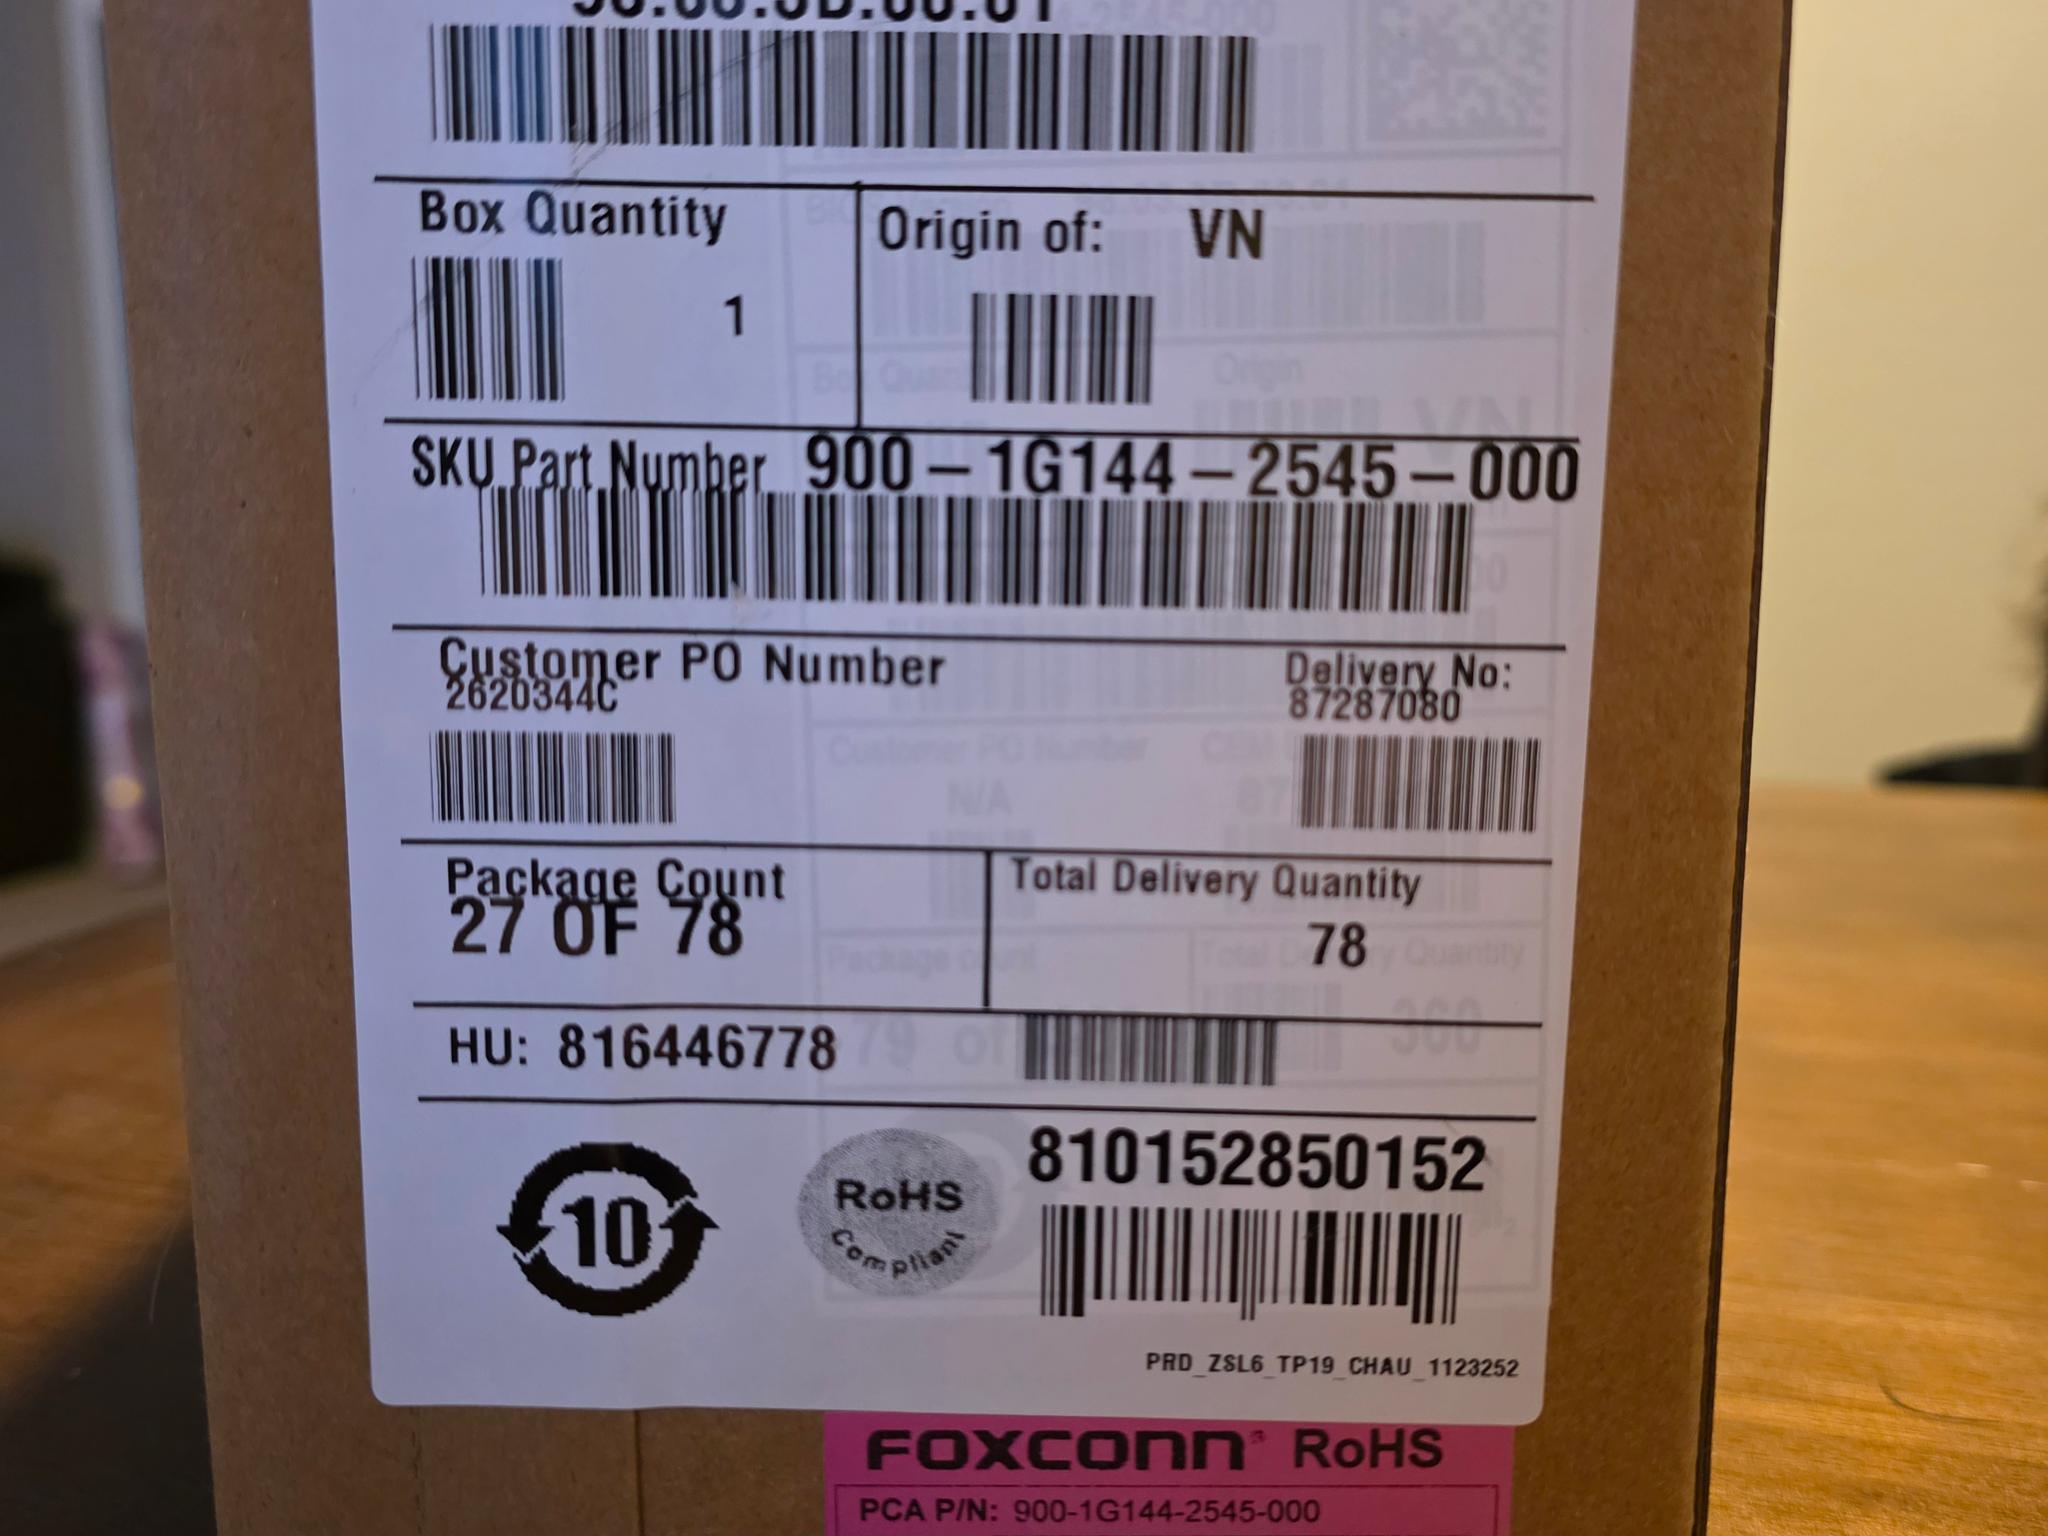 Box Quantity
1
Origin of: VN
SKU Part Number 900-1G144-2545-000
Customer PO Number
2620344C
Delivery No:
87287080
Package Count
27 OF 78
Total Delivery Quantity
78
HU: 816446778
10
RoHS
Compliant
810152850152
PRD_ZSL6_TP19_CHAU_1123252
FOXCONN RoHS
PCA P/N: 900-1G144-2545-000